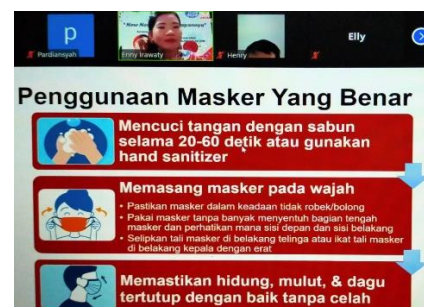 p
Pardiansyah
Enny Irawaty
Henry
Elly
Penggunaan Masker Yang Benar
Mencuci tangan dengan sabun
selama 20-60 detik atau gunakan
hand sanitizer
Memasang masker pada wajah
• Pastikan masker dalam keadaan tidak robek/bolong
• Pakai masker tanpa banyak menyentuh bagian tengah
masker dan perhatikan mana sisi depan dan sisi belakang
• Selipkan tali masker di belakang telinga atau ikat tali masker
di belakang kepala dengan erat
Memastikan hidung, mulut, & dagu
tertutup dengan baik tanpa celah